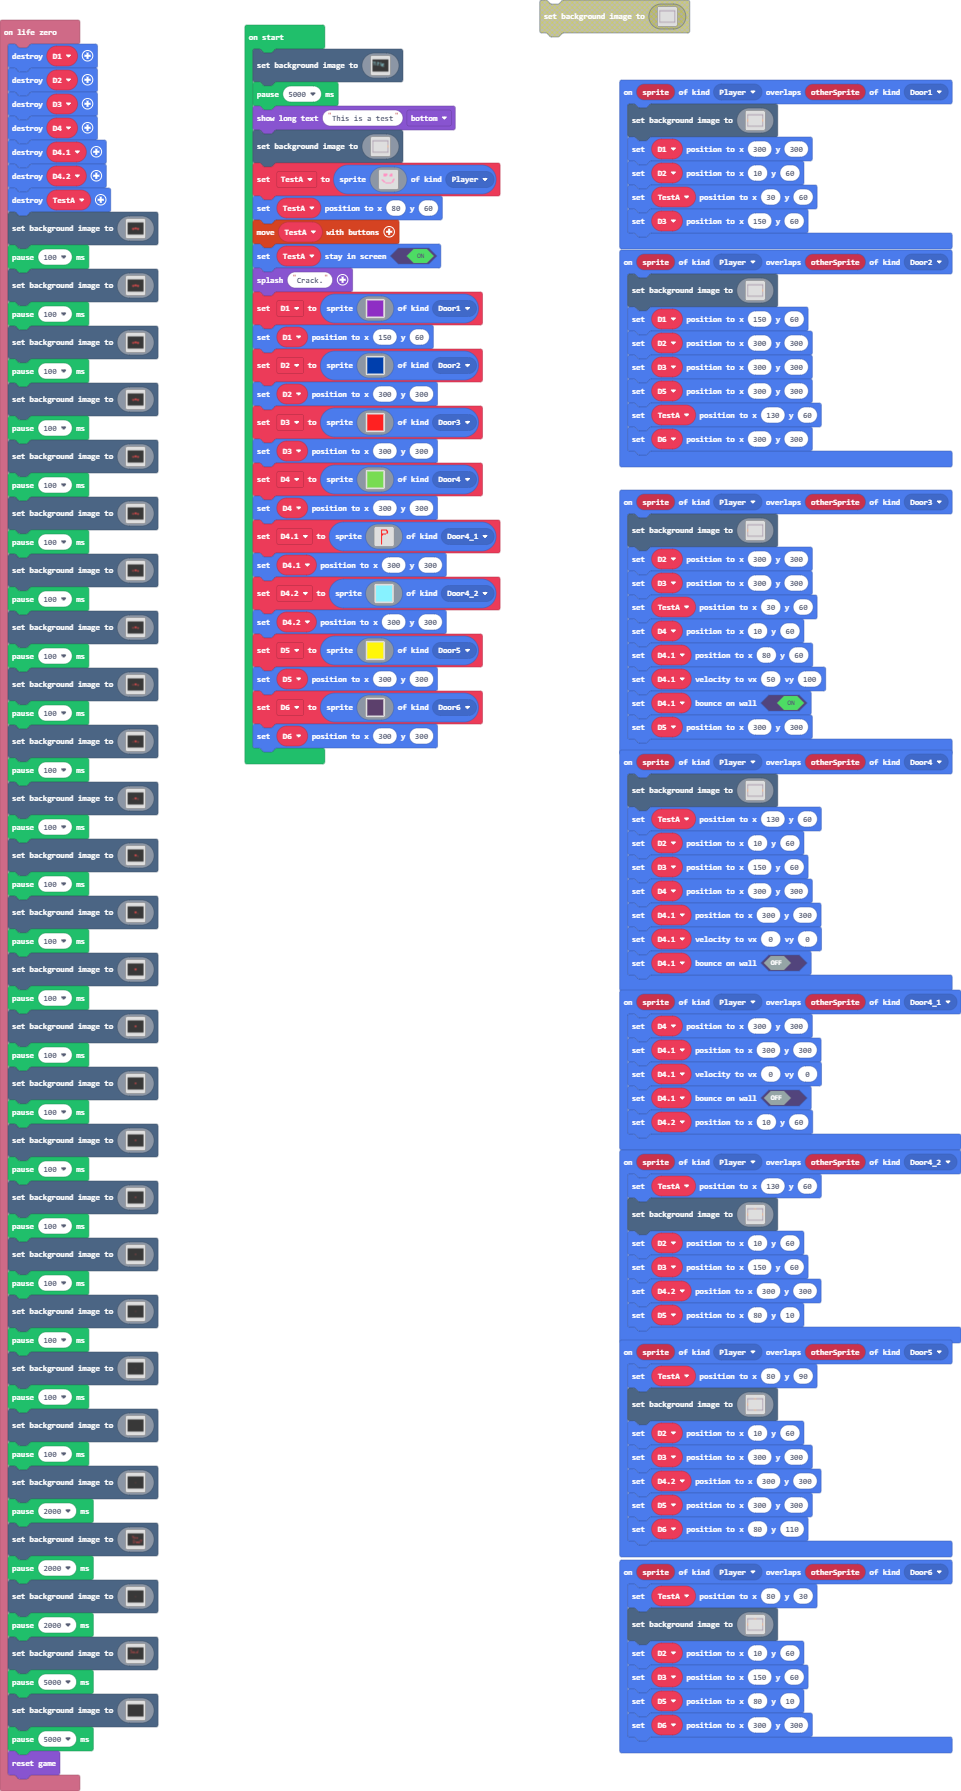 on life zero
destroy D1
destroy D2
destroy D3
destroy D4
destroy D4.1
destroy D4.2
destroy TestA
set background image to
pause 100 ms
set background image to
pause 100 ms
set background image to
pause 100 ms
set background image to
pause 100 ms
set background image to
pause 100 ms
set background image to
pause 100 ms
set background image to
pause 100 ms
set background image to
pause 100 ms
set background image to
pause 100 ms
set background image to
pause 100 ms
set background image to
pause 100 ms
set background image to
pause 100 ms
set background image to
pause 100 ms
set background image to
pause 100 ms
set background image to
pause 100 ms
set background image to
pause 100 ms
set background image to
pause 100 ms
set background image to
pause 100 ms
set background image to
pause 100 ms
set background image to
pause 100 ms
set background image to
pause 100 ms
set background image to
pause 100 ms
set background image to
pause 2000 ms
set background image to
pause 2000 ms
set background image to
pause 2000 ms
set background image to
pause 5000 ms
set background image to
pause 5000 ms
reset game
on start
set background image to
pause 5000 ms
show long text "This is a test" bottom
set background image to
set TestA to sprite of kind Player
set TestA position to x 80 y 60
move TestA with buttons
set TestA stay in screen ON
splash "Crack."
set D1 to sprite of kind Door1
set D1 position to x 150 y 60
set D2 to sprite of kind Door2
set D2 position to x 300 y 300
set D3 to sprite of kind Door3
set D3 position to x 300 y 300
set D4 to sprite of kind Door4
set D4 position to x 300 y 300
set D4.1 to sprite of kind Door4_1
set D4.1 position to x 300 y 300
set D4.2 to sprite of kind Door4_2
set D4.2 position to x 300 y 300
set D5 to sprite of kind Door5
set D5 position to x 300 y 300
set D6 to sprite of kind Door6
set D6 position to x 300 y 300
set background image to
on sprite of kind Player overlaps otherSprite of kind Door1
set background image to
set D1 position to x 300 y 300
set D2 position to x 10 y 60
set TestA position to x 30 y 60
set D3 position to x 150 y 60
on sprite of kind Player overlaps otherSprite of kind Door2
set background image to
set D1 position to x 150 y 60
set D2 position to x 300 y 300
set D3 position to x 300 y 300
set D5 position to x 300 y 300
set TestA position to x 130 y 60
set D6 position to x 300 y 300
on sprite of kind Player overlaps otherSprite of kind Door3
set background image to
set D2 position to x 300 y 300
set D3 position to x 300 y 300
set TestA position to x 30 y 60
set D4 position to x 10 y 60
set D4.1 position to x 80 y 60
set D4.1 velocity to vx 50 vy 100
set D4.1 bounce on wall ON
set D5 position to x 300 y 300
on sprite of kind Player overlaps otherSprite of kind Door4
set background image to
set TestA position to x 130 y 60
set D2 position to x 10 y 60
set D3 position to x 150 y 60
set D4 position to x 300 y 300
set D4.1 position to x 300 y 300
set D4.1 velocity to vx 0 vy 0
set D4.1 bounce on wall OFF
on sprite of kind Player overlaps otherSprite of kind Door4_1
set D4 position to x 300 y 300
set D4.1 position to x 300 y 300
set D4.1 velocity to vx 0 vy 0
set D4.1 bounce on wall OFF
set D4.2 position to x 10 y 60
on sprite of kind Player overlaps otherSprite of kind Door4_2
set TestA position to x 130 y 60
set background image to
set D2 position to x 10 y 60
set D3 position to x 150 y 60
set D4.2 position to x 300 y 300
set D5 position to x 80 y 10
on sprite of kind Player overlaps otherSprite of kind Door5
set TestA position to x 80 y 90
set background image to
set D2 position to x 10 y 60
set D3 position to x 300 y 300
set D4.2 position to x 300 y 300
set D5 position to x 300 y 300
set D6 position to x 80 y 110
on sprite of kind Player overlaps otherSprite of kind Door6
set TestA position to x 80 y 30
set background image to
set D2 position to x 10 y 60
set D3 position to x 150 y 60
set D5 position to x 80 y 10
set D6 position to x 300 y 300